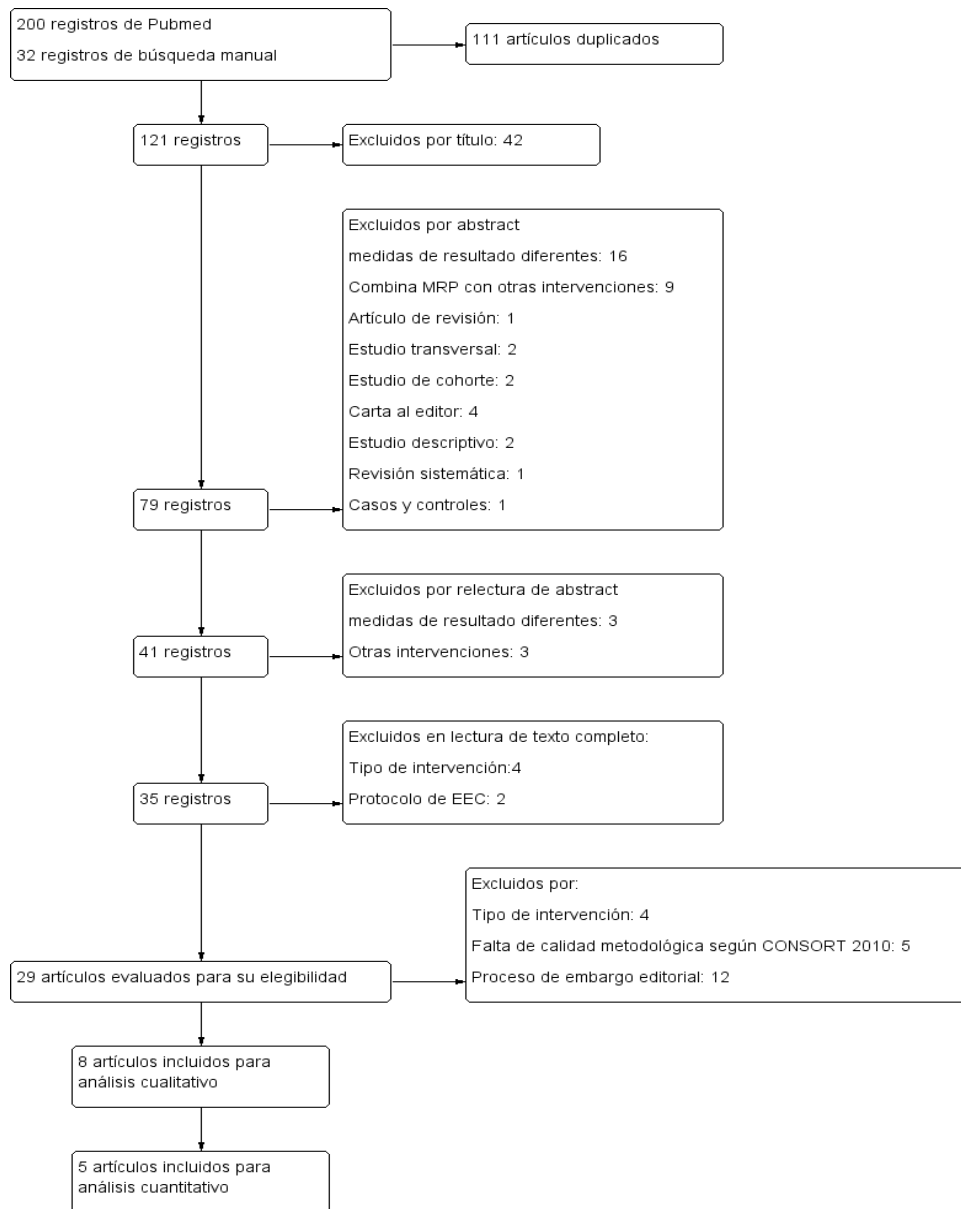 200 registros de Pubmed
32 registros de búsqueda manual
111 artículos duplicados
121 registros
Excluidos por título: 42
Excluidos por abstract
medidas de resultado diferentes: 16
Combina MRP con otras intervenciones: 9
Artículo de revisión: 1
Estudio transversal: 2
Estudio de cohorte: 2
Carta al editor: 4
Estudio descriptivo: 2
Revisión sistemática: 1
Casos y controles: 1
79 registros
Excluidos por relectura de abstract
medidas de resultado diferentes: 3
Otras intervenciones: 3
41 registros
Excluidos en lectura de texto completo:
Tipo de intervención:4
Protocolo de EEC: 2
35 registros
Excluidos por:
Tipo de intervención: 4
Falta de calidad metodológica según CONSORT 2010: 5
Proceso de embargo editorial: 12
29 artículos evaluados para su elegibilidad
8 artículos incluidos para
análisis cualitativo
5 artículos incluidos para
análisis cuantitativo